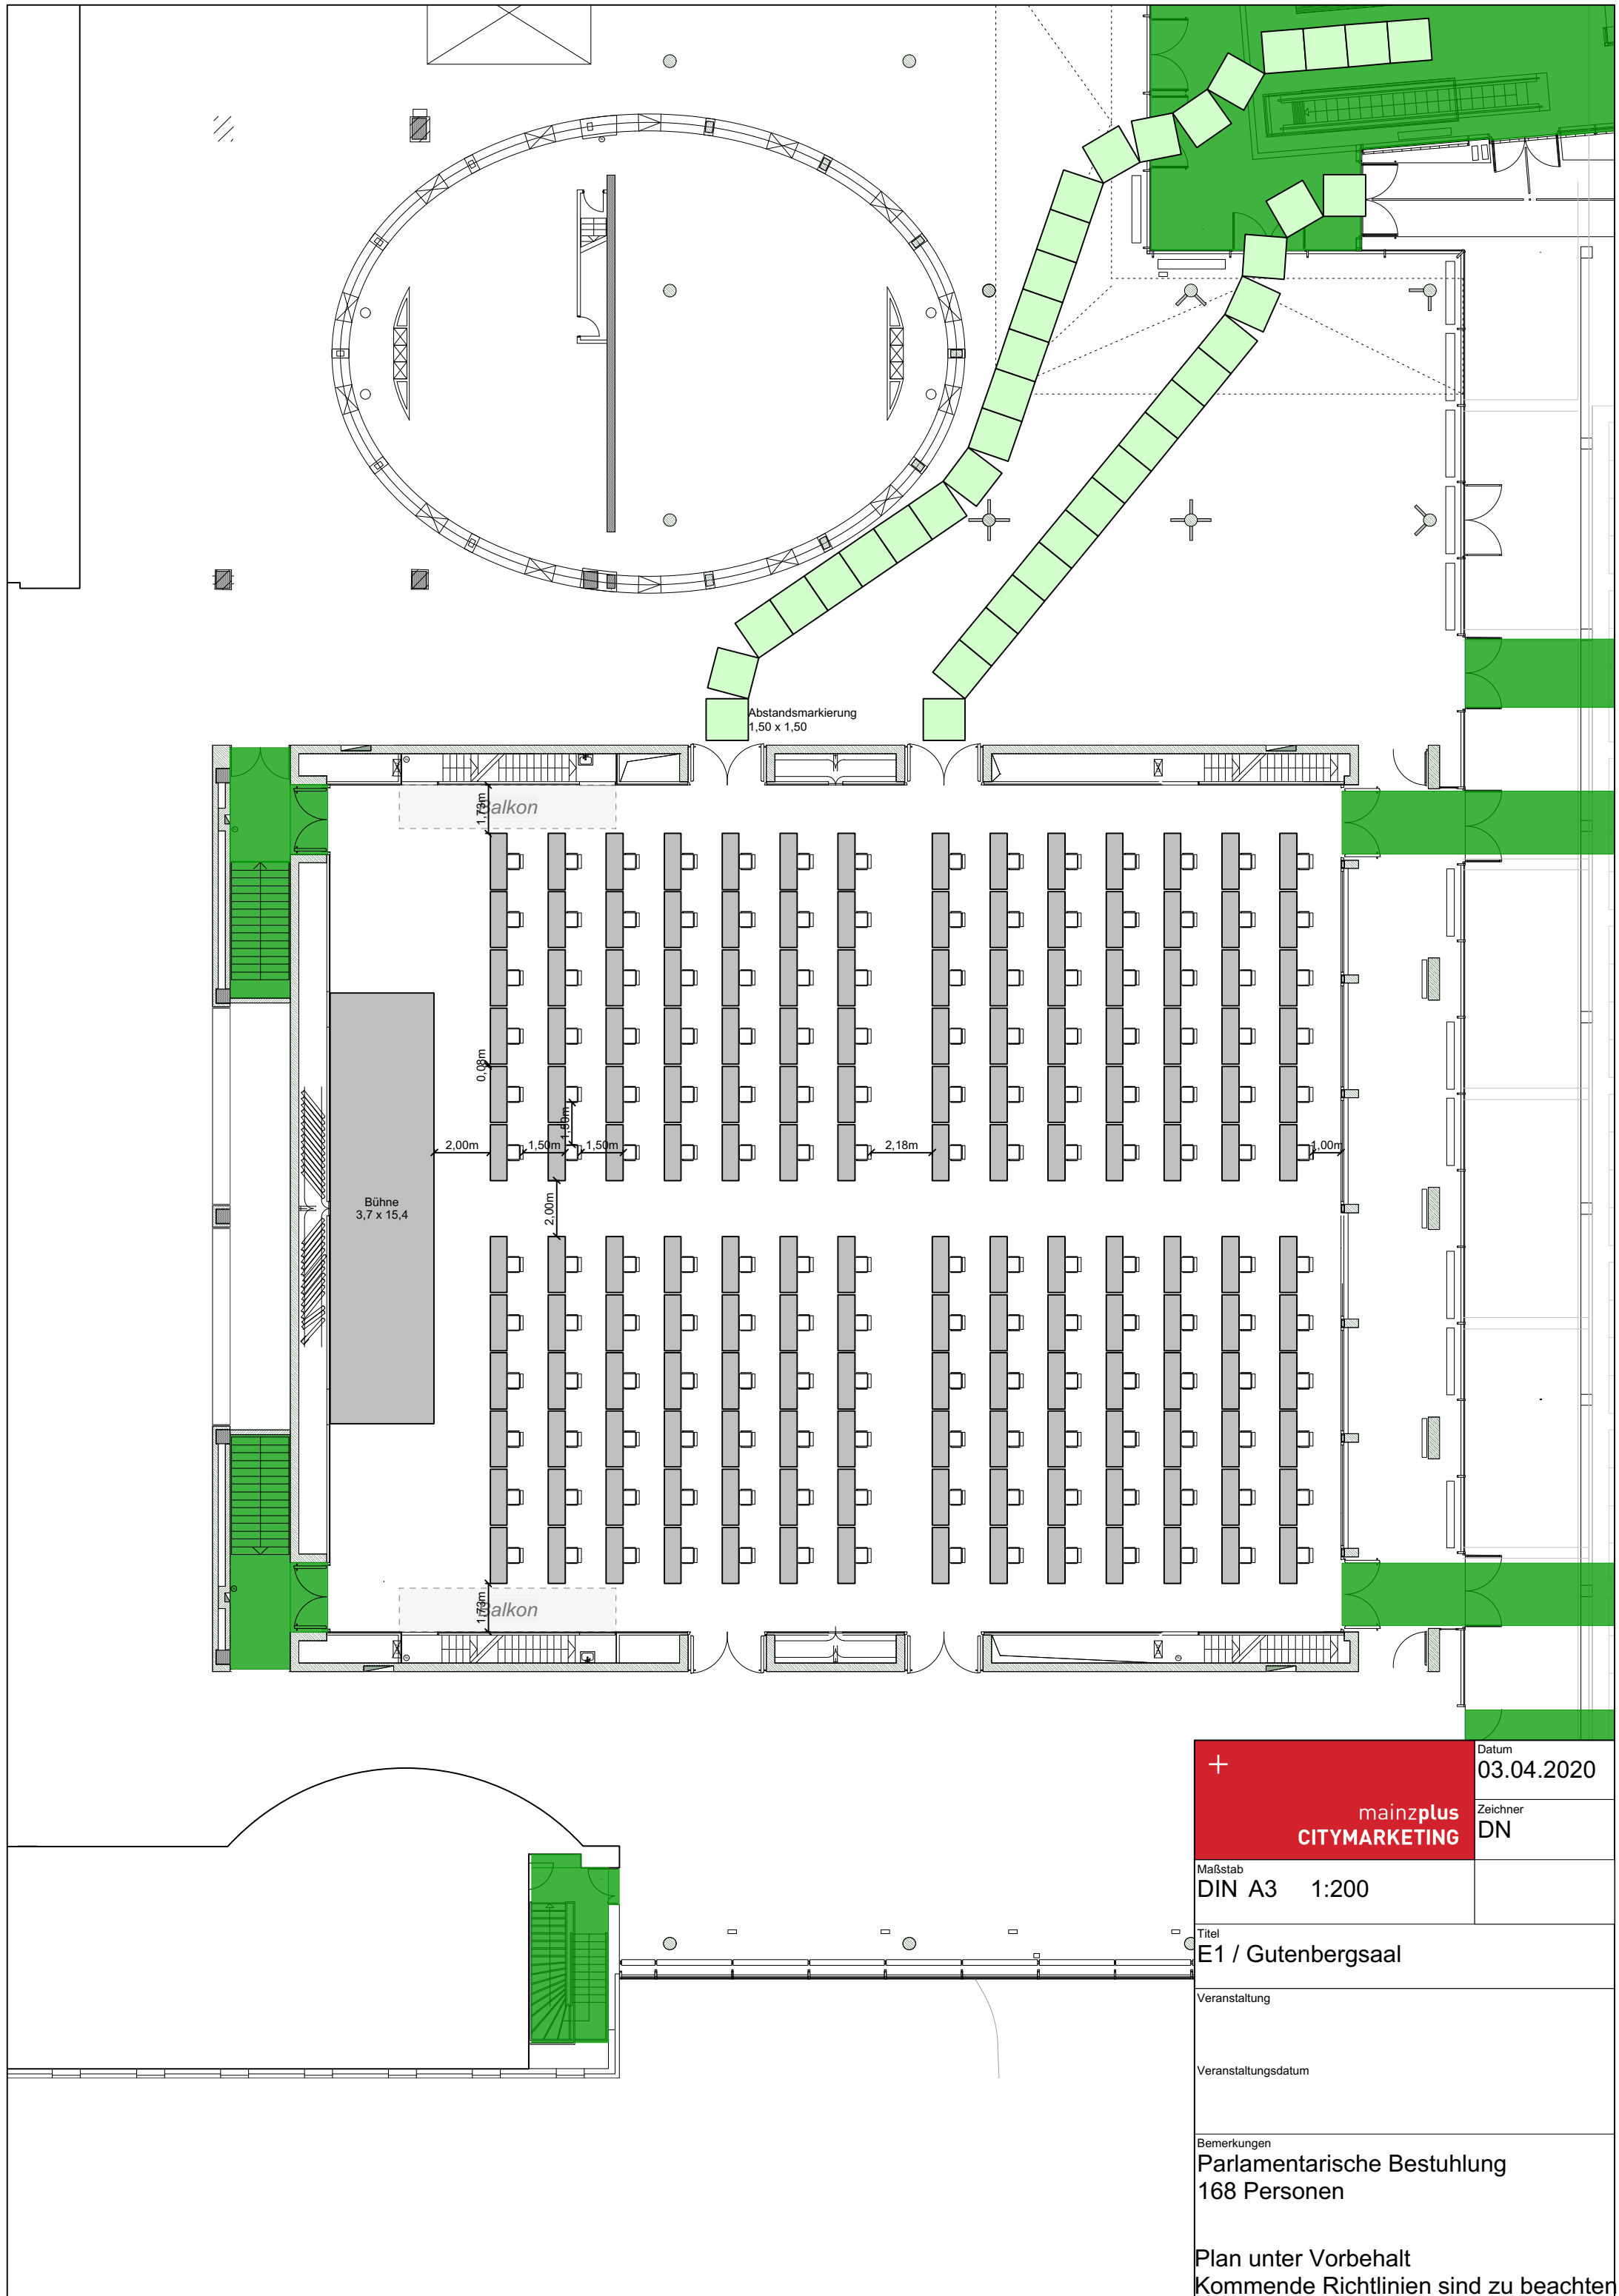 Abstandsmarkierung
1,50 x 1,50
1,73m
Balkon
0,08m
1,50m
2,00m
1,50m
1,50m
2,18m
1,00m
Bühne
3,7 x 15,4
2,00m
1,73m
Balkon
+
mainzplus
CITYMARKETING
Datum
03.04.2020
Zeichner
DN
Maßstab
DIN A3 1:200
Titel
E1 / Gutenbergsaal
Veranstaltung
Veranstaltungsdatum
Bemerkungen
Parlamentarische Bestuhlung
168 Personen
Plan unter Vorbehalt
Kommende Richtlinien sind zu beachten